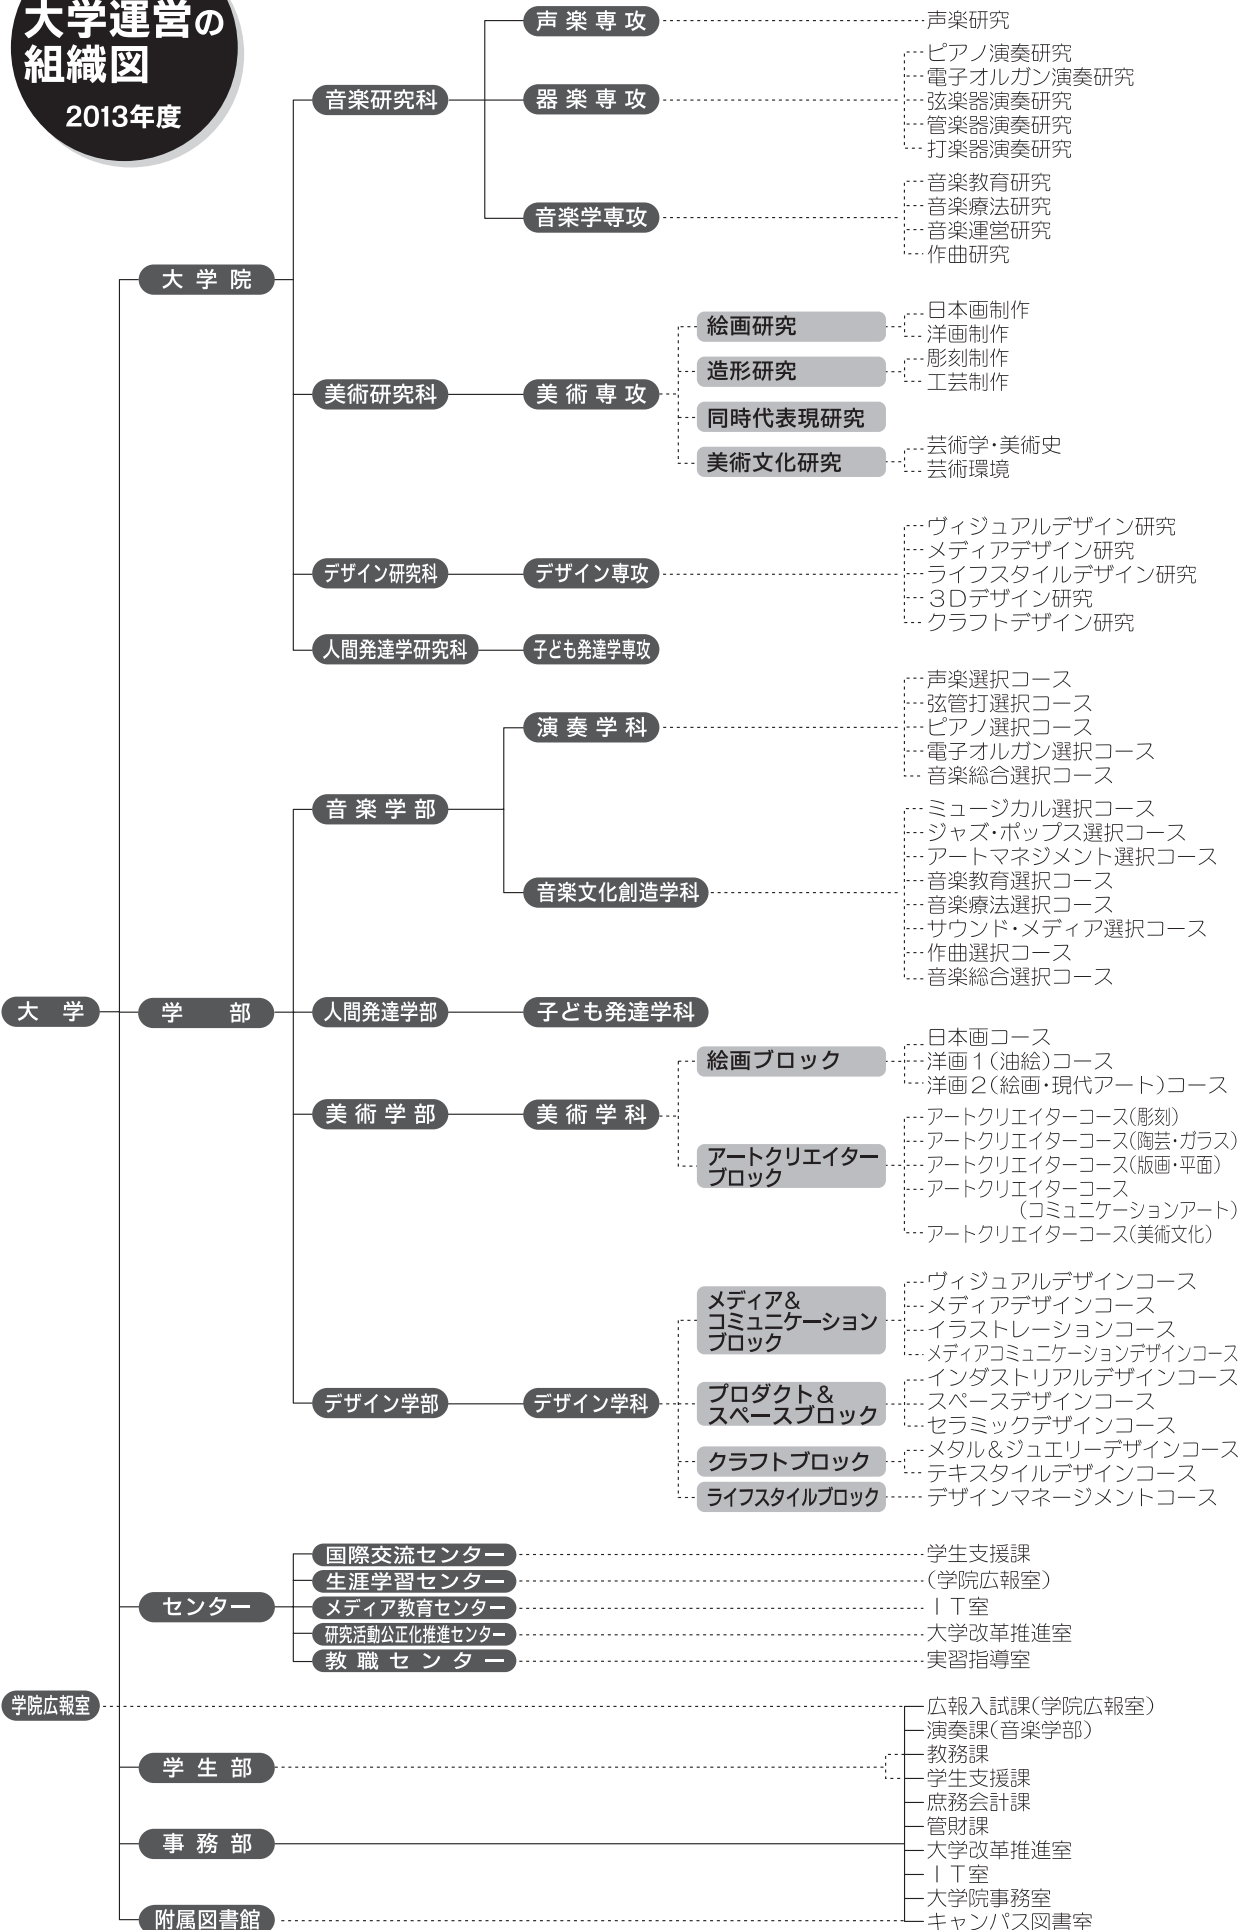 大学運営の
組織図
2013年度
声楽専攻
声楽研究
音楽研究科
器楽専攻
ピアノ演奏研究
電子オルガン演奏研究
弦楽器演奏研究
管楽器演奏研究
打楽器演奏研究
音楽学専攻
音楽教育研究
音楽療法研究
音楽運営研究
作曲研究
大学院
美術研究科
美術専攻
絵画研究
日本画制作
洋画制作
造形研究
彫刻制作
工芸制作
同時代表現研究
美術文化研究
芸術学・美術史
芸術環境
デザイン研究科
デザイン専攻
ヴィジュアルデザイン研究
メディアデザイン研究
ライフスタイルデザイン研究
3Dデザイン研究
クラフトデザイン研究
人間発達学研究科
子ども発達学専攻
音楽学部
演奏学科
声楽選択コース
弦管打選択コース
ピアノ選択コース
電子オルガン選択コース
音楽総合選択コース
音楽文化創造学科
ミュージカル選択コース
ジャズ・ポップス選択コース
アートマネジメント選択コース
音楽教育選択コース
音楽療法選択コース
サウンド・メディア選択コース
作曲選択コース
音楽総合選択コース
大学
学部
人間発達学部
子ども発達学科
美術学部
美術学科
絵画ブロック
日本画コース
洋画1(油絵)コース
洋画2(絵画・現代アート)コース
アートクリエイター
ブロック
アートクリエイターコース(彫刻)
アートクリエイターコース(陶芸・ガラス)
アートクリエイターコース(版画・平面)
アートクリエイターコース
(コミュニケーションアート)
アートクリエイターコース(美術文化)
デザイン学部
デザイン学科
メディア&
コミュニケーション
ブロック
ヴィジュアルデザインコース
メディアデザインコース
イラストレーションコース
メディアコミュニケーションデザインコース
プロダクト&
スペースブロック
インダストリアルデザインコース
スペースデザインコース
セラミックデザインコース
クラフトブロック
メタル&ジュエリーデザインコース
テキスタイルデザインコース
ライフスタイルブロック
デザインマネージメントコース
センター
国際交流センター
学生支援課
生涯学習センター
(学院広報室)
メディア教育センター
IT室
研究活動公正化推進センター
大学改革推進室
教職センター
実習指導室
学院広報室
広報入試課(学院広報室)
演奏課(音楽学部)
学生部
教務課
学生支援課
庶務会計課
管財課
事務部
大学改革推進室
IT室
大学院事務室
附属図書館
キャンパス図書室